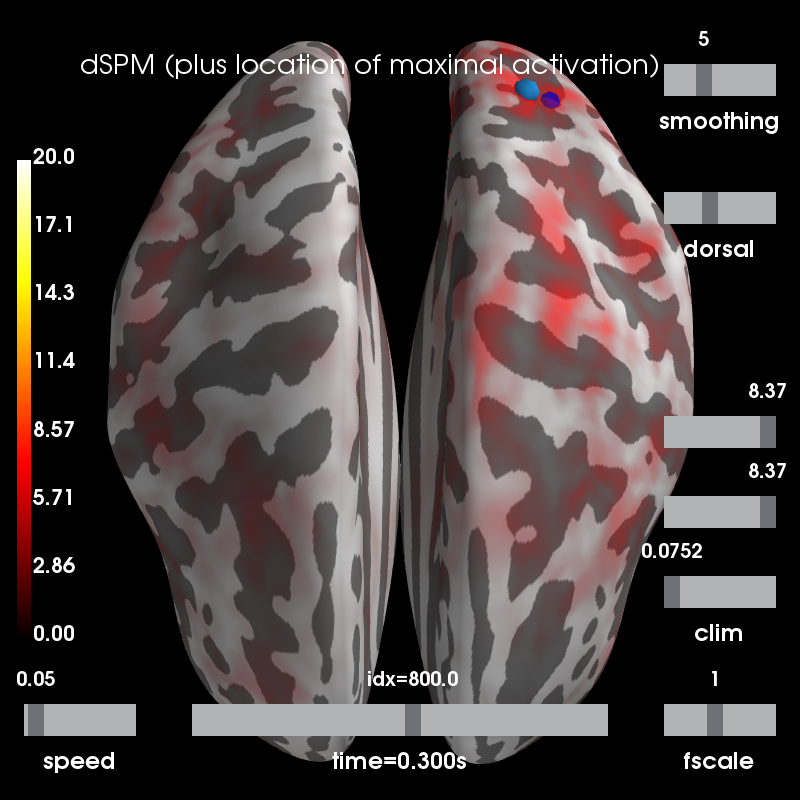 dSPM (plus location of maximal activation)
5
smoothing
dorsal
20.0
17.1
14.3
11.4
8.57
5.71
2.86
0.00
8.37
8.37
0.0752
clim
0.05
speed
idx=800.0
time=0.300s
1
fscale